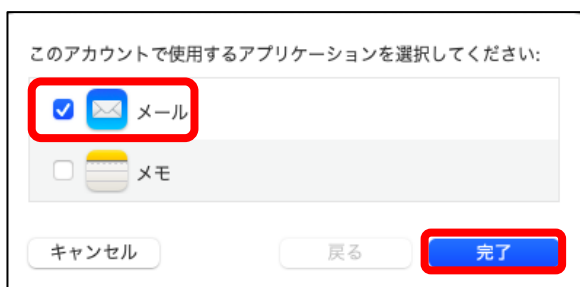 このアカウントで使用するアプリケーションを選択してください:
メール
メモ
キャンセル 戻る 完了